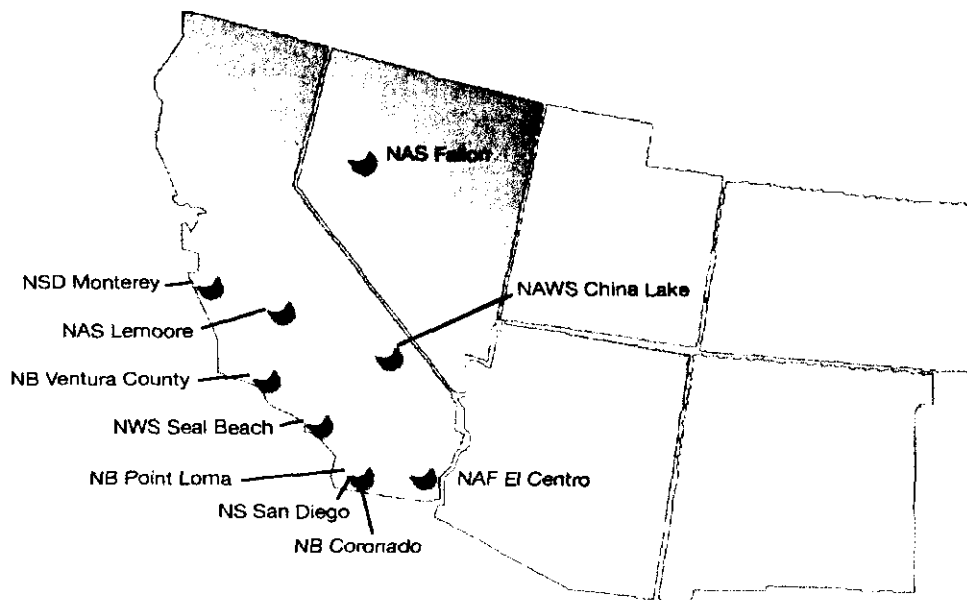 NAS Fallon
NSD Monterey
NAWS China Lake
NAS Lemoore
NB Ventura County
NWS Seal Beach
NB Point Loma
NAF El Centro
NS San Diego
NB Coronado